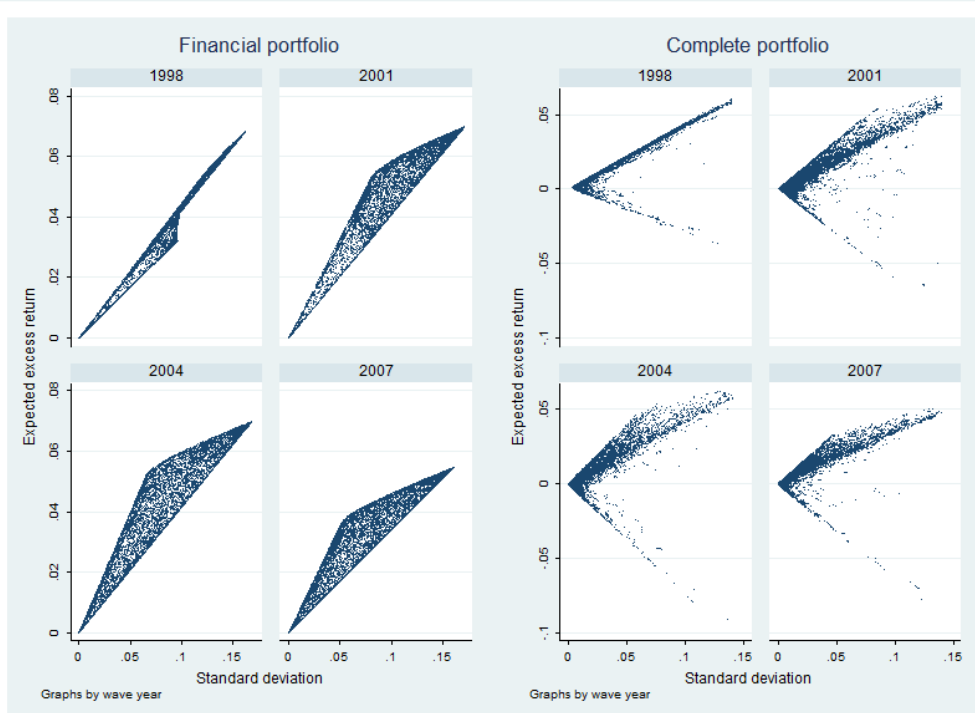 Financial portfolio
1998 2001
.08
.06
.04
.02
0
2004 2007
.08
.06
.04
.02
0
Expected excess return
0 .05 .1 .15 0 .05 .1 .15
Standard deviation
Graphs by wave year
Complete portfolio
1998 2001
.05
0
-.05
-.1
2004 2007
.05
0
-.05
-.1
Expected excess return
0 .05 .1 .15 0 .05 .1 .15
Standard deviation
Graphs by wave year